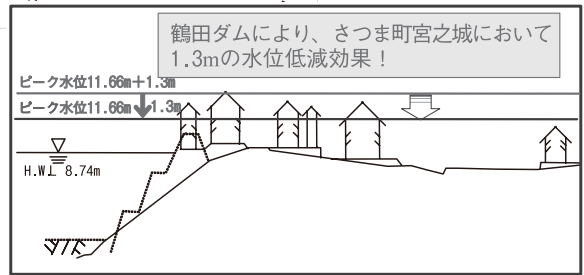 鶴田ダムにより、さつま町宮之城において
1.3mの水位低減効果！
ピーク水位11.66m＋1.3m
ピーク水位11.66m
1.3m
H.W.L 8.74m